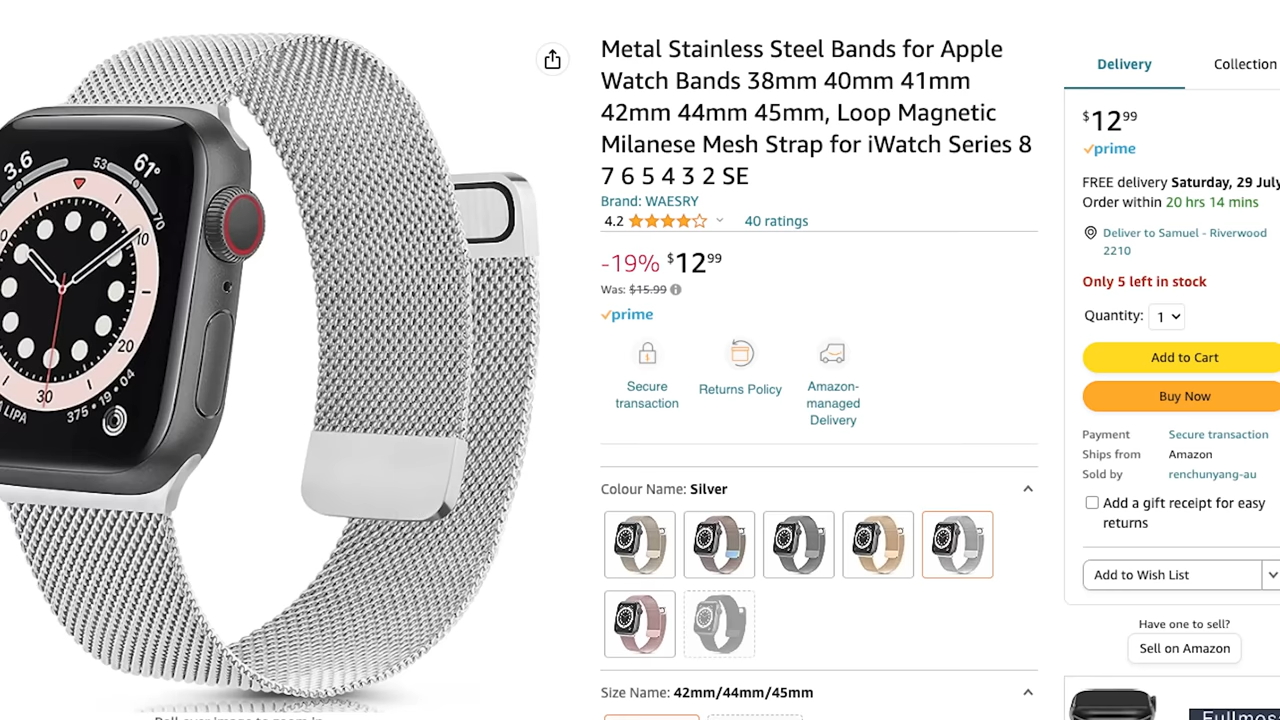 Metal Stainless Steel Bands for Apple
Watch Bands 38mm 40mm 41mm
42mm 44mm 45mm, Loop Magnetic
Milanese Mesh Strap for iWatch Series 8
7 6 5 4 3 2 SE
Brand: WAESRY
4.2 40 ratings
-19% $12 99
Was: $15.99
prime
Secure
transaction
Returns Policy
Amazon-
managed
Delivery
Colour Name: Silver
Size Name: 42mm/44mm/45mm
Delivery
Collection
$12 99
prime
FREE delivery Saturday, 29 July
Order within 20 hrs 14 mins
Deliver to Samuel - Riverwood
2210
Only 5 left in stock
Quantity: 1
Add to Cart
Buy Now
Payment Secure transaction
Ships from Amazon
Sold by renchunyang-au
Add a gift receipt for easy
returns
Add to Wish List
Have one to sell?
Sell on Amazon
3.6
53
61°
70
10
20
30
LIPA
375•19•04